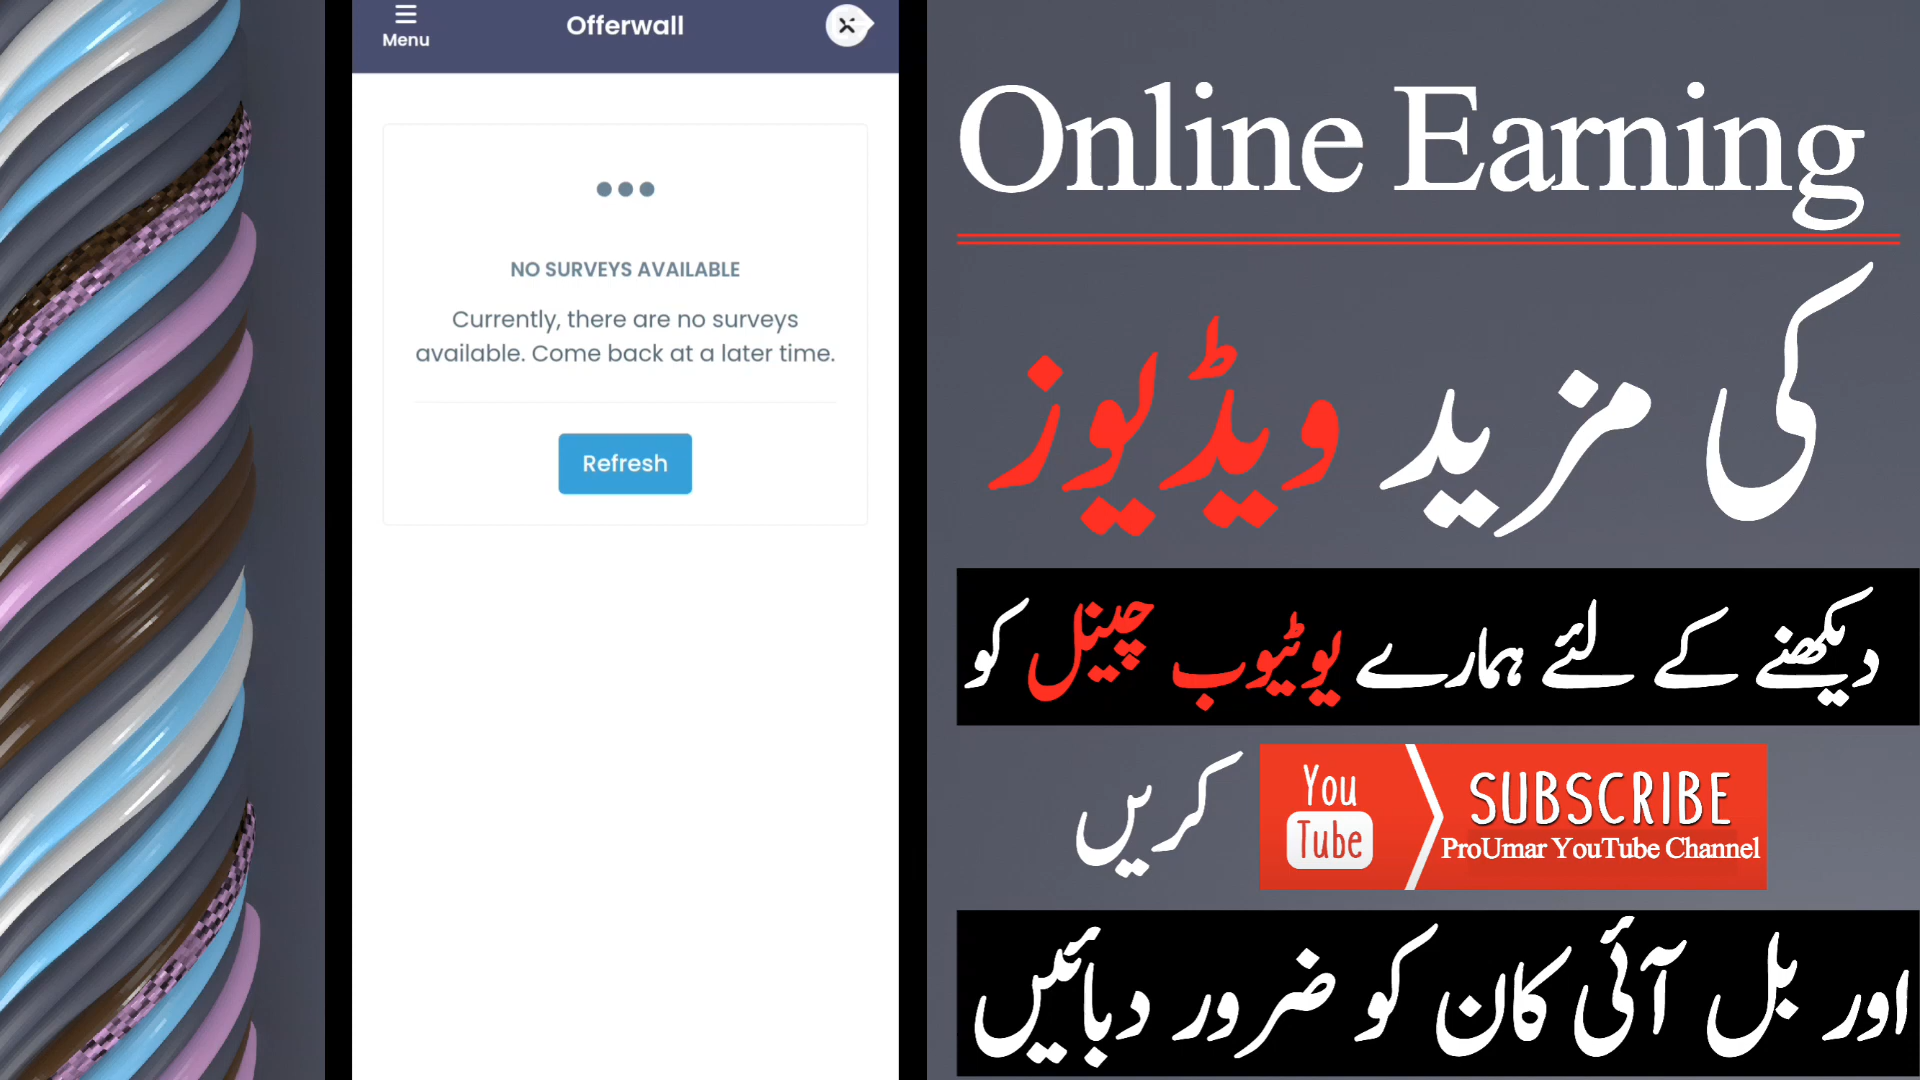 Menu
Offerwall
NO SURVEYS AVAILABLE
Currently, there are no surveys
available. Come back at a later time.
Refresh
Online Earning
کی مزید ویڈیوز
دیکھنے کے لئے ہمارے یوٹیوب چینل کو
You
Tube
SUBSCRIBE
ProUmar YouTube Channel
کریں
اور بل آئی کان کو ضرور دبائیں